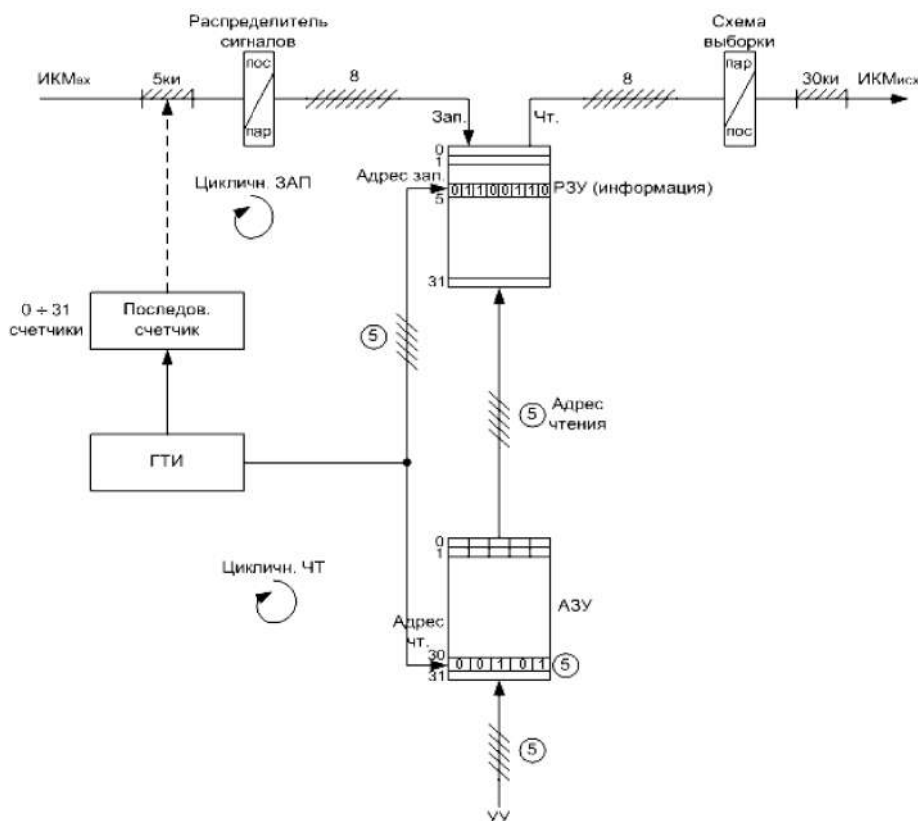 Распределитель
сигналов
Схема
выборки
ИКМвх
5ки
пос
пар
8
Зап.
Чт.
8
пар
пос
30ки
ИКМисх
0
1
Адрес зап.
5
0 1 1 0 0 1 1 0
РЗУ (информация)
31
Цикличн. ЗАП
0 ÷ 31
счетчики
Последов.
счетчик
5
5
Адрес
чтения
ГТИ
0
1
Цикличн. ЧТ
АЗУ
Адрес
чт.
30
0 0 1 0 1
5
31
5
УУ